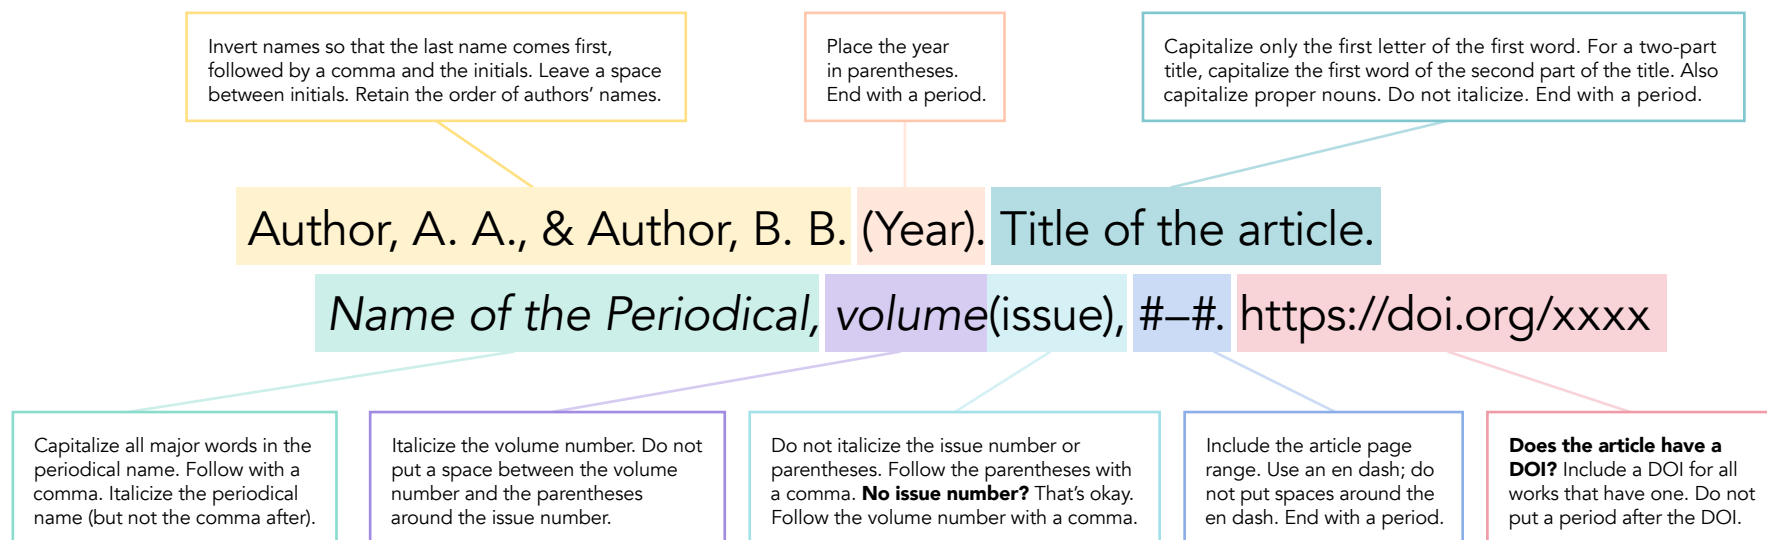 Invert names so that the last name comes first,
followed by a comma and the initials. Leave a space
between initials. Retain the order of authors’ names.
Place the year
in parentheses.
End with a period.
Capitalize only the first letter of the first word. For a two-part
title, capitalize the first word of the second part of the title. Also
capitalize proper nouns. Do not italicize. End with a period.
Author, A. A., & Author, B. B. (Year). Title of the article.
Name of the Periodical, volume(issue), #–#. https://doi.org/xxxx
Capitalize all major words in the
periodical name. Follow with a
comma. Italicize the periodical
name (but not the comma after).
Italicize the volume number. Do not
put a space between the volume
number and the parentheses
around the issue number.
Do not italicize the issue number or
parentheses. Follow the parentheses with
a comma. No issue number? That’s okay.
Follow the volume number with a comma.
Include the article page
range. Use an en dash; do
not put spaces around the
en dash. End with a period.
Does the article have a
DOI? Include a DOI for all
works that have one. Do not
put a period after the DOI.